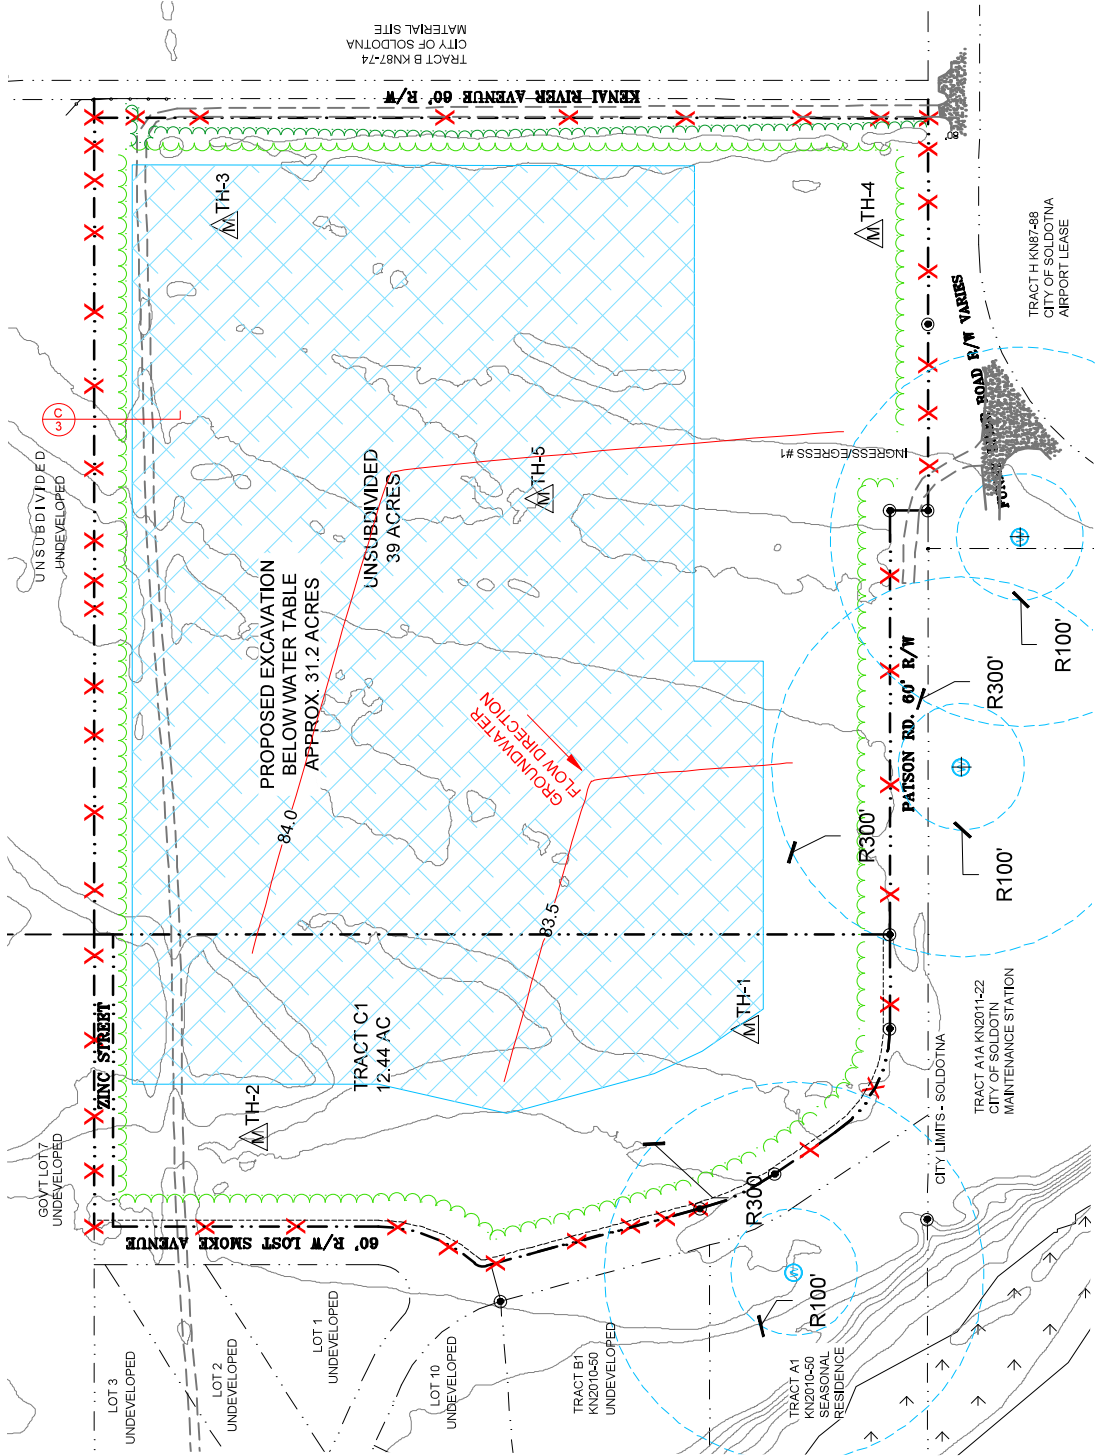 TRACT B KN87-74
CITY OF SOLDOTNA
MATERIAL SITE
KENAI RIVER AVENUE 60' R/W
60'
TH-3
TH-4
TRACT H KN87-88
CITY OF SOLDOTNA
AIRPORT LEASE
ROAD R/W VARIES
C
3
UNSUBDIVIDED
UNDEVELOPED
INGRESS/EGRESS #1
UNSUBDIVIDED
39 ACRES
M TH-5
PROPOSED EXCAVATION
BELOW WATER TABLE
APPROX. 31.2 ACRES
GROUNDWATER
FLOW DIRECTION
PATSON RD. 60' R/W
R100'
R300'
84.0
R300'
R100'
83.5
ZINC STREET
TRACT C1
12.44 AC
M TH-1
M TH-2
TRACT A1A KN2011-22
CITY OF SOLDOTN
MAINTENANCE STATION
CITY LIMITS - SOLDOTNA
GOVT LOT 7
UNDEVELOPED
60' R/W LOST SMOKE AVENUE
R300'
R100'
LOT 3
UNDEVELOPED
LOT 2
UNDEVELOPED
LOT 1
UNDEVELOPED
LOT 10
UNDEVELOPED
TRACT B1
KN2010-50
UNDEVELOPED
TRACT A1
KN2010-50
SEASONAL
RESIDENCE